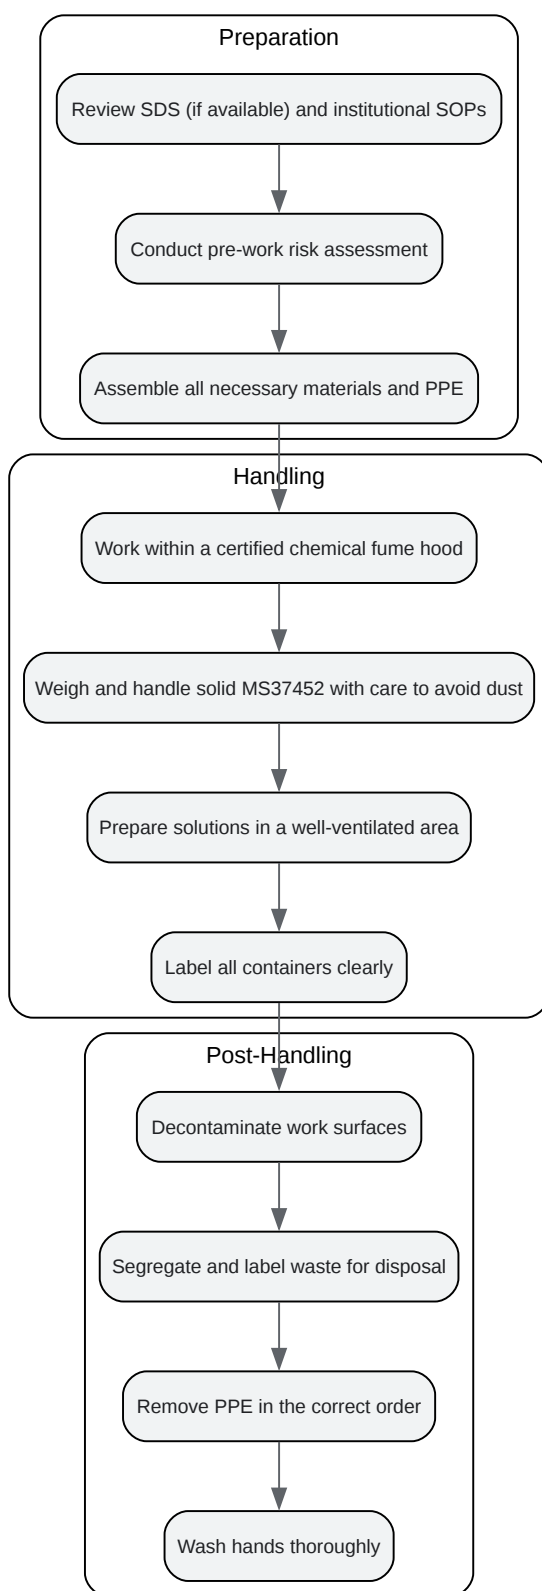 Preparation
Review SDS (if available) and institutional SOPs
Conduct pre-work risk assessment
Assemble all necessary materials and PPE
Handling
Work within a certified chemical fume hood
Weigh and handle solid MS37452 with care to avoid dust
Prepare solutions in a well-ventilated area
Label all containers clearly
Post-Handling
Decontaminate work surfaces
Segregate and label waste for disposal
Remove PPE in the correct order
Wash hands thoroughly